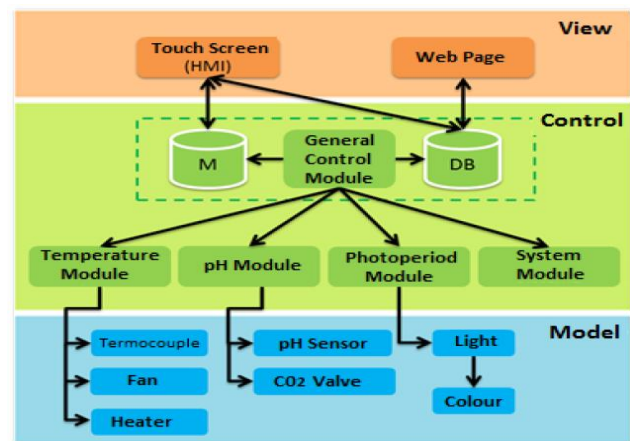 View
Touch Screen
(HMI)
Web Page
Control
General
Control
Module
M
DB
Temperature
Module
pH Module
Photoperiod
Module
System
Module
Model
Termocouple
pH Sensor
Light
Fan
CO2 Valve
Colour
Heater